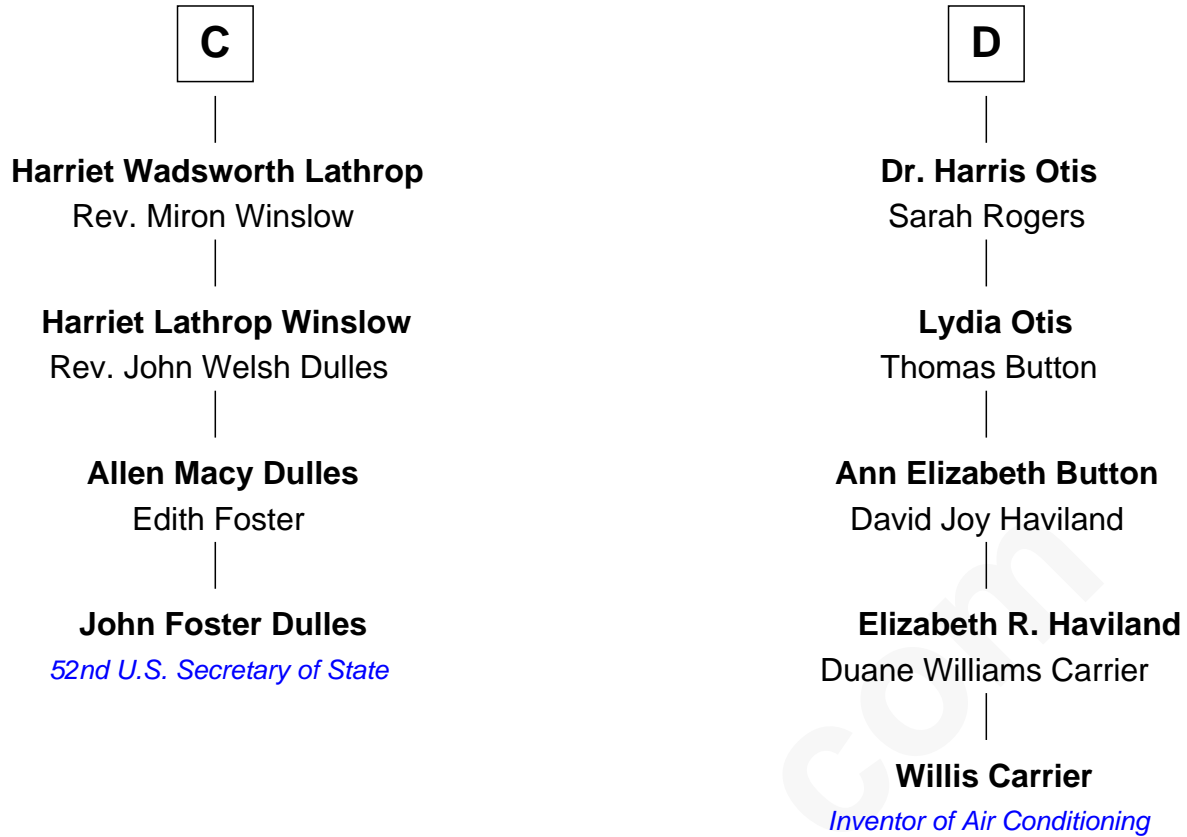 C
Harriet Wadsworth Lathrop
Rev. Miron Winslow
Harriet Lathrop Winslow
Rev. John Welsh Dulles
Allen Macy Dulles
Edith Foster
John Foster Dulles
52nd U.S. Secretary of State
D
Dr. Harris Otis
Sarah Rogers
Lydia Otis
Thomas Button
Ann Elizabeth Button
David Joy Haviland
Elizabeth R. Haviland
Duane Williams Carrier
Willis Carrier
Inventor of Air Conditioning
com